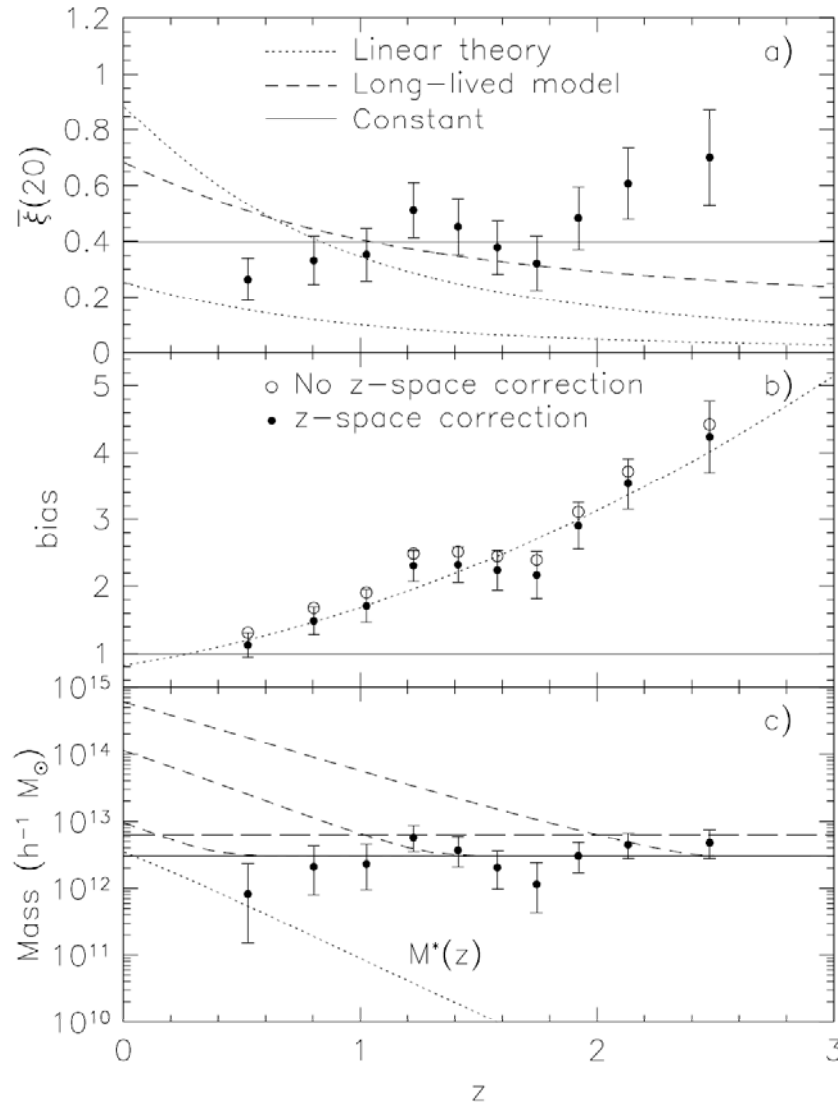 1.2
1
0.8
0.6
0.4
0.2
0
ξ̄(20)
Linear theory
Long-lived model
Constant
a)
5
4
3
2
1
bias
No z-space correction
z-space correction
b)
10¹⁵
10¹⁴
10¹³
10¹²
10¹¹
10¹⁰
Mass (h⁻¹ M⊙)
c)
M*(z)
0 1 2 3
z